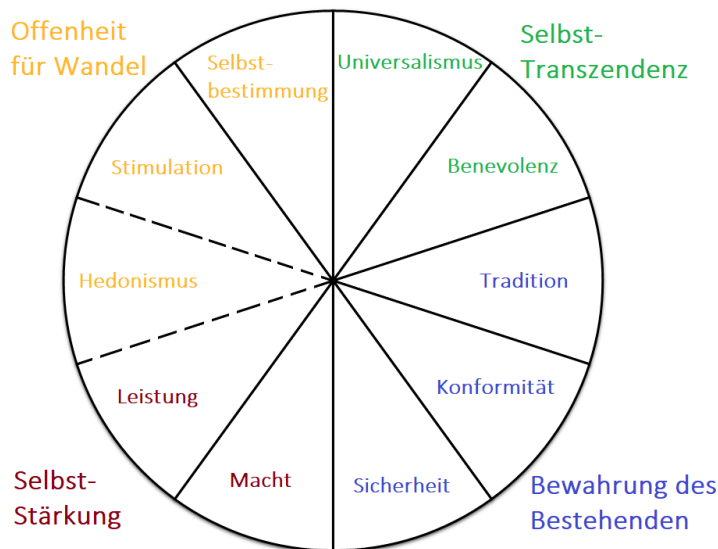 Offenheit
für Wandel
Selbst-
bestimmung
Universalismus
Selbst-
Transzendenz
Stimulation
Benevolenz
Hedonismus
Tradition
Leistung
Konformität
Macht
Sicherheit
Selbst-
Stärkung
Bewahrung des
Bestehenden